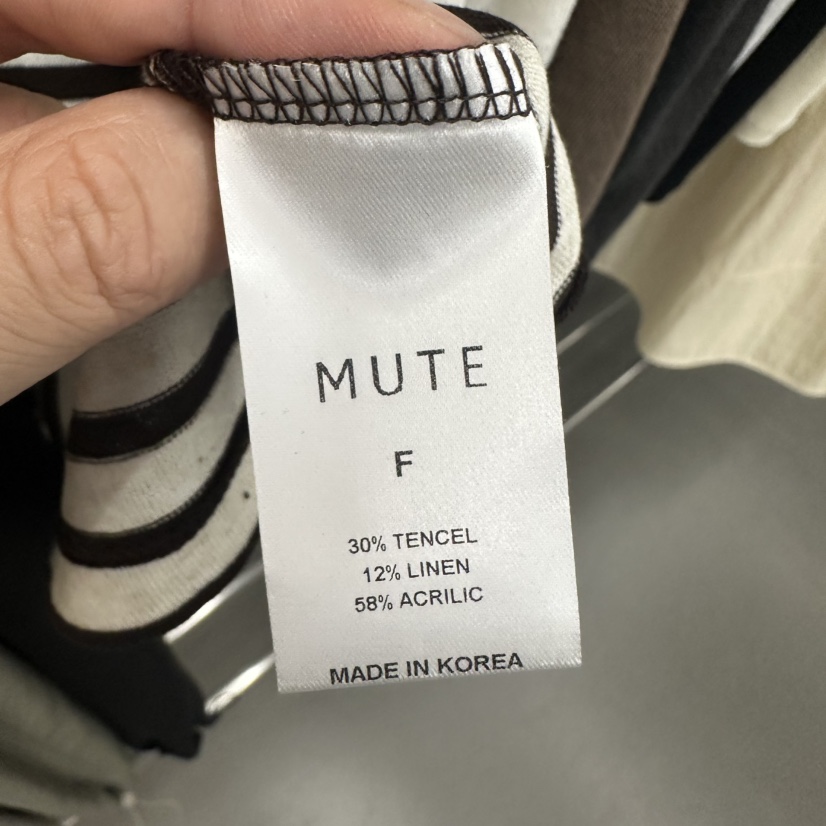 MUTE
F
30% TENCEL
12% LINEN
58% ACRILIC
MADE IN KOREA